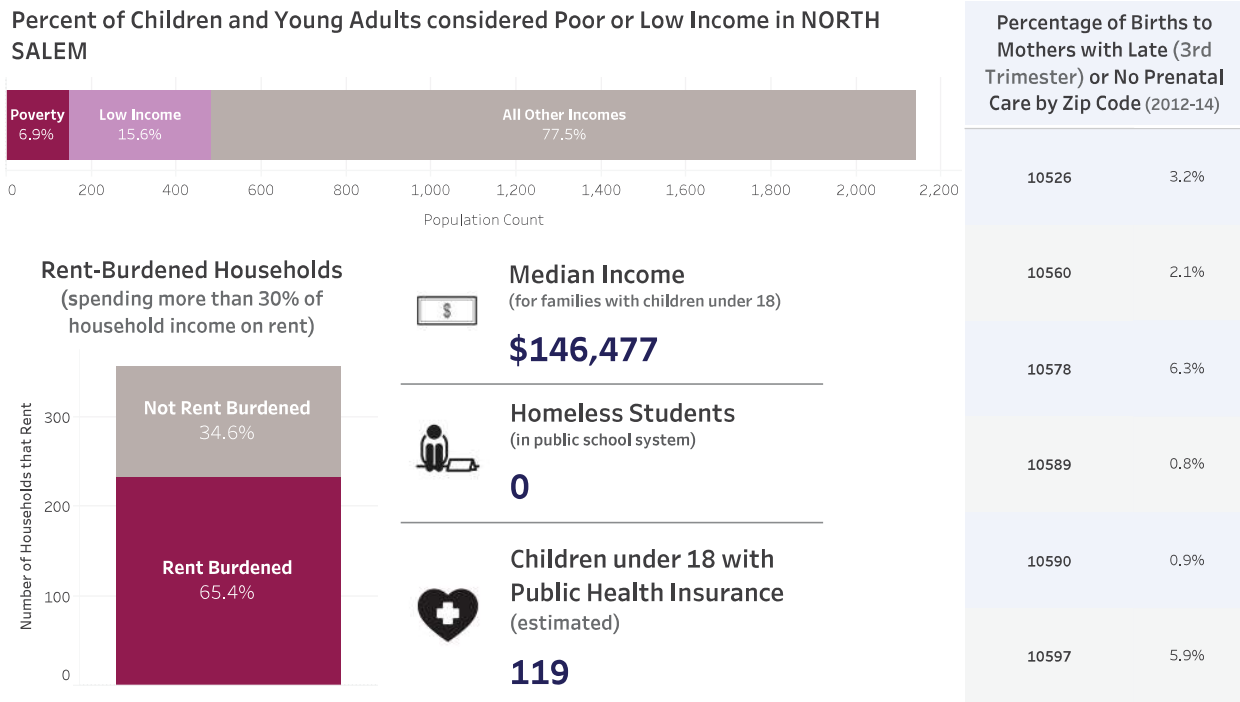 Percent of Children and Young Adults considered Poor or Low Income in NORTH
SALEM
Poverty
6.9%
Low Income
15.6%
All Other Incomes
77.5%
0 200 400 600 800 1,000 1,200 1,400 1,600 1,800 2,000 2,200
Population Count
Rent-Burdened Households
(spending more than 30% of
household income on rent)
Number of Households that Rent
300
200
100
0
Not Rent Burdened
34.6%
Rent Burdened
65.4%
$
Median Income
(for families with children under 18)
$146,477
Homeless Students
(in public school system)
0
Children under 18 with
Public Health Insurance
(estimated)
119
Percentage of Births to
Mothers with Late (3rd
Trimester) or No Prenatal
Care by Zip Code (2012-14)
10526 3.2%
10560 2.1%
10578 6.3%
10589 0.8%
10590 0.9%
10597 5.9%